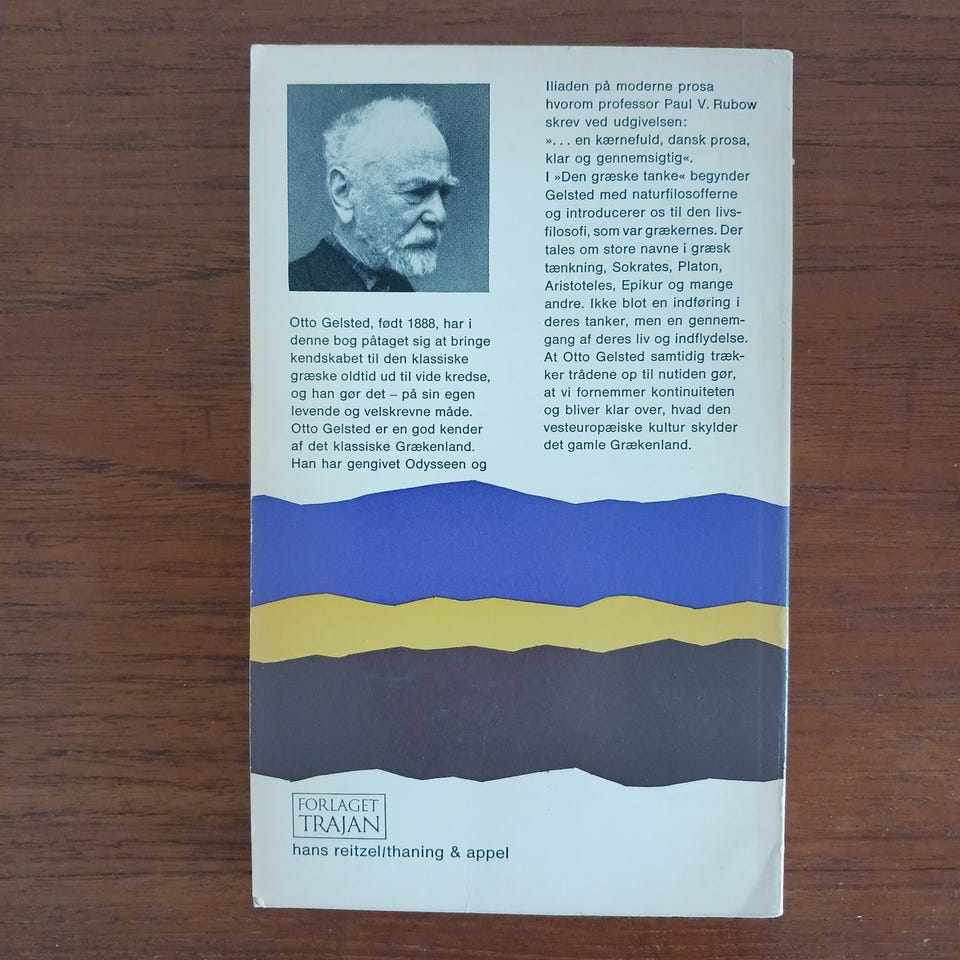 Otto Gelsted, født 1888, har i
denne bog påtaget sig at bringe
kendskabet til den klassiske
græske oldtid ud til vide kredse,
og han gør det – på sin egen
levende og velskrevne måde.
Otto Gelsted er en god kender
af det klassiske Grækenland.
Han har gengivet Odysseen og
Iliaden på moderne prosa
hvorom professor Paul V. Rubow
skrev ved udgivelsen:
»... en kærnefuld, dansk prosa,
klar og gennemsigtig«.
I »Den græske tanke« begynder
Gelsted med naturfilosofferne
og introducerer os til den livs-
filosofi, som var grækernes. Der
tales om store navne i græsk
tænkning, Sokrates, Platon,
Aristoteles, Epikur og mange
andre. Ikke blot en indføring i
deres tanker, men en gennem-
gang af deres liv og indflydelse.
At Otto Gelsted samtidig træk-
ker trådene op til nutiden gør,
at vi fornemmer kontinuiteten
og bliver klar over, hvad den
vesteuropæiske kultur skylder
det gamle Grækenland.
FORLAGET
TRAJAN
hans reitzel/thaning & appel